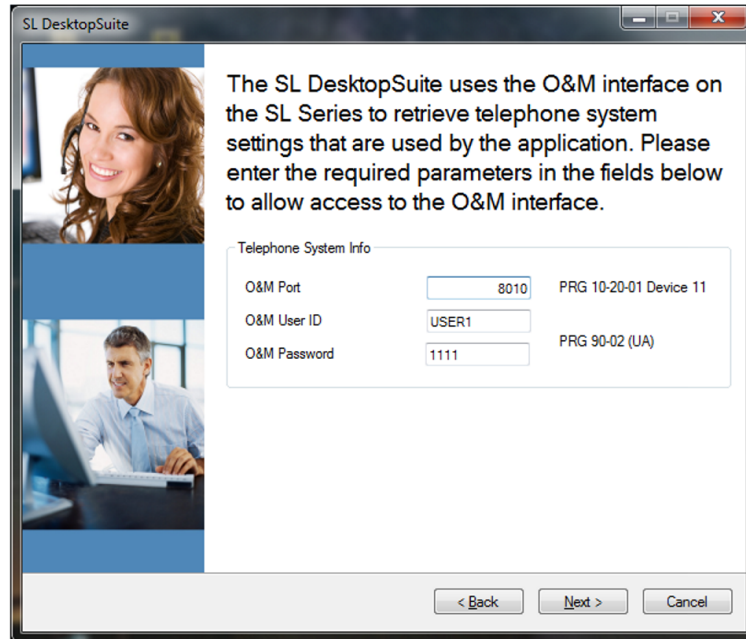 SL DesktopSuite
The SL DesktopSuite uses the O&M interface on
the SL Series to retrieve telephone system
settings that are used by the application. Please
enter the required parameters in the fields below
to allow access to the O&M interface.
Telephone System Info
O&M Port 8010 PRG 10-20-01 Device 11
O&M User ID USER1
PRG 90-02 (UA)
O&M Password 1111
< Back Next > Cancel